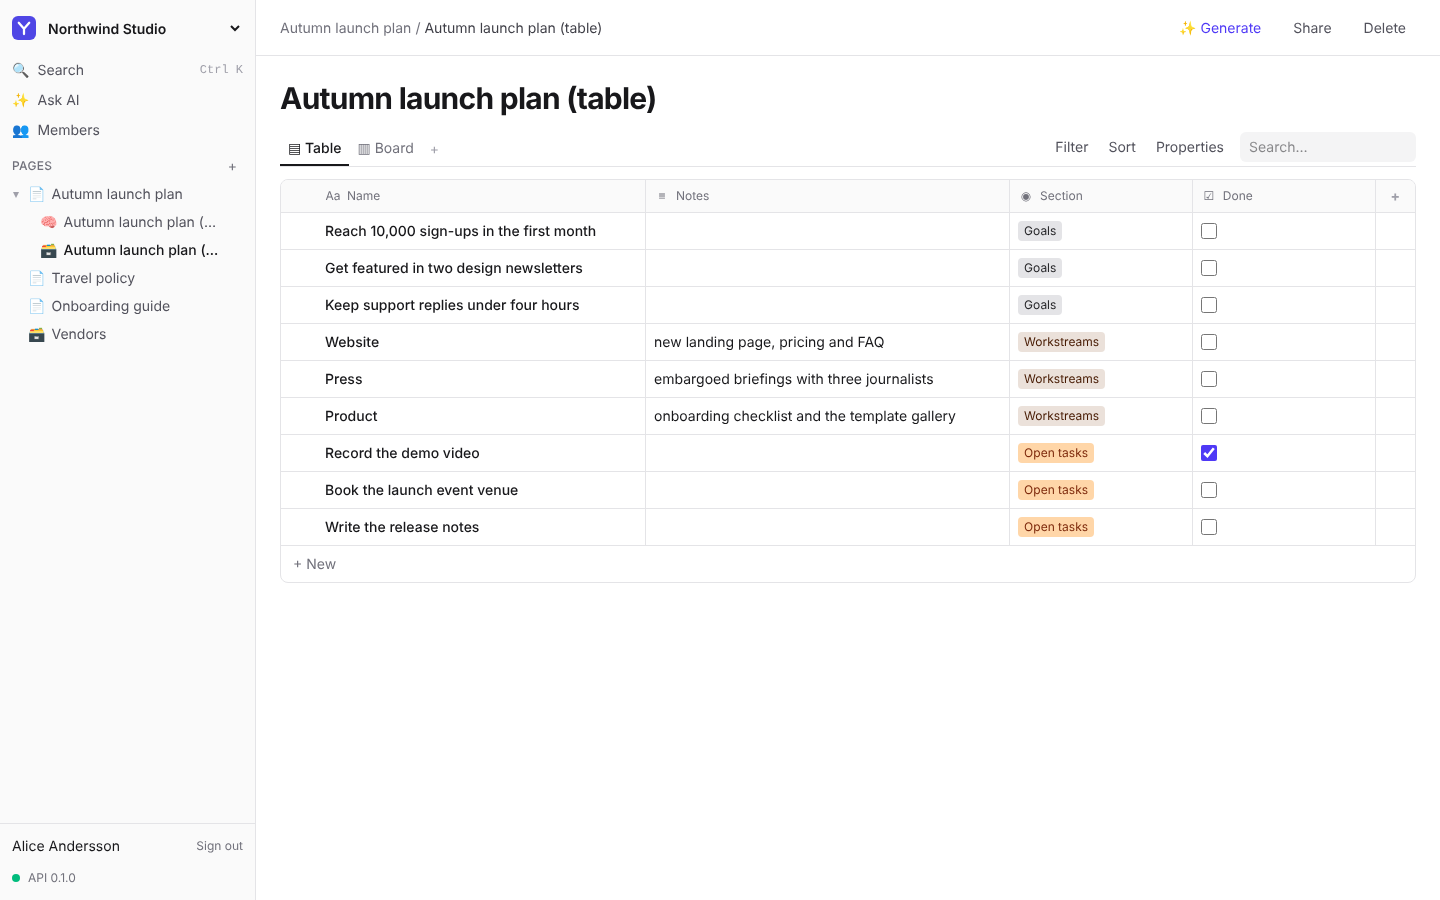 Northwind Studio
Search Ctrl K
Ask AI
Members
PAGES +
Autumn launch plan
Autumn launch plan (...
Autumn launch plan (...
Travel policy
Onboarding guide
Vendors
Alice Andersson Sign out
API 0.1.0
Autumn launch plan / Autumn launch plan (table)
Generate Share Delete
Autumn launch plan (table)
Table Board +
Filter Sort Properties Search...
Aa Name Notes Section Done +
Reach 10,000 sign-ups in the first month Goals
Get featured in two design newsletters Goals
Keep support replies under four hours Goals
Website new landing page, pricing and FAQ Workstreams
Press embargoed briefings with three journalists Workstreams
Product onboarding checklist and the template gallery Workstreams
Record the demo video Open tasks
Book the launch event venue Open tasks
Write the release notes Open tasks
+ New